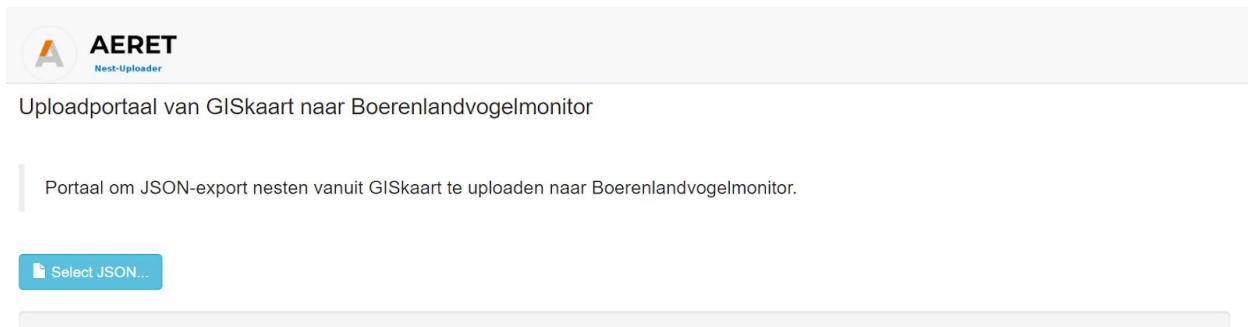 AERET
Nest-Uploader
Uploadportaal van GISkaart naar Boerenlandvogelmonitor
Portaal om JSON-export nesten vanuit GISkaart te uploaden naar Boerenlandvogelmonitor.
Select JSON...